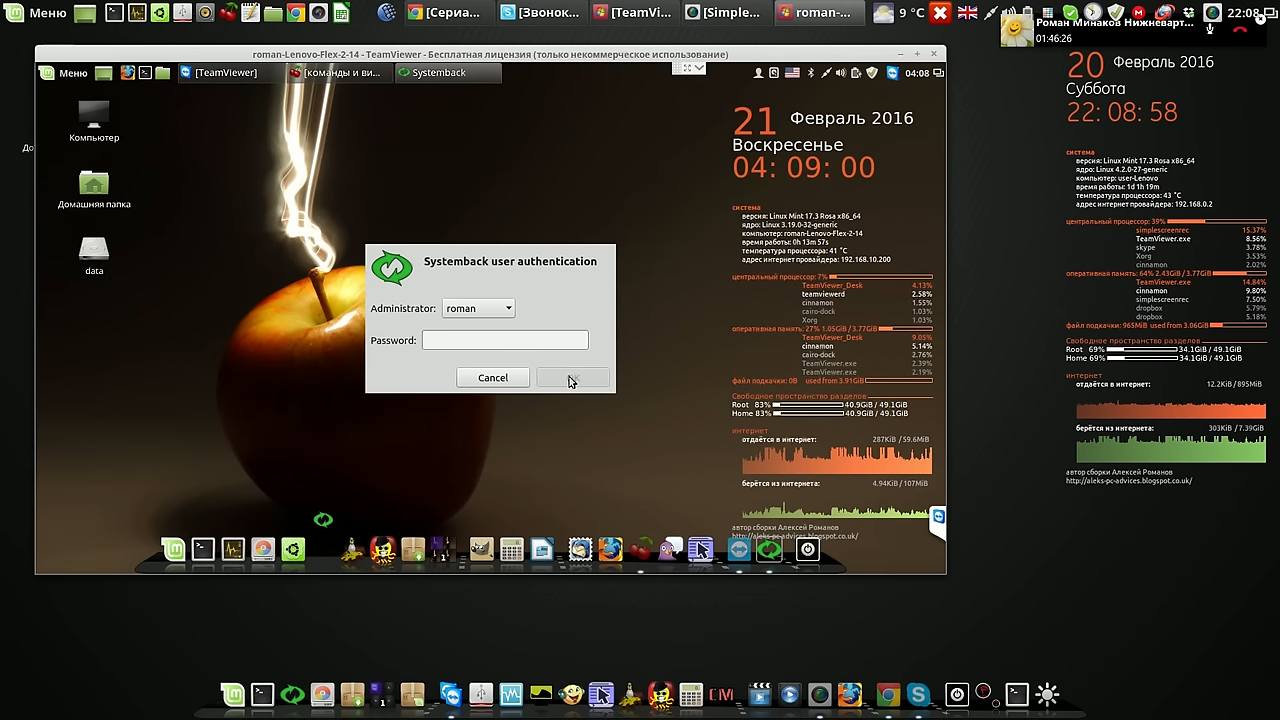 Меню
[Сериа...
[Звонок...
[TeamVi...
[Simple...
roman-...
9 °C
22:08
Роман Минаков Нижневарт...
01:46:26
roman-Lenovo-Flex-2-14 - TeamViewer - Бесплатная лицензия (только некоммерческое использование)
Меню
[TeamViewer]
[команды и ви...
Systemback
04:08
Компьютер
Домашняя папка
data
До
21 Февраль 2016
Воскресенье
04: 09: 00
система
версия: Linux Mint 17.3 Rosa x86_64
ядро: Linux 3.19.0-32-generic
компьютер: roman-Lenovo-Flex-2-14
время работы: 0h 13m 57s
температура процессора: 41 °C
адрес интернет провайдера: 192.168.10.200
центральный процессор: 7%
TeamViewer_Desk 4.13%
teamviewerd 2.58%
cinnamon 1.55%
cairo-dock 1.03%
Xorg 1.03%
оперативная память: 27% 1.05GiB / 3.77GiB
TeamViewer_Desk 9.05%
cinnamon 5.14%
cairo-dock 2.76%
TeamViewer.exe 2.39%
TeamViewer.exe 2.19%
файл подкачки: 0B used from 3.91GiB
Свободное пространство разделов
Root 83% 40.9GiB / 49.1GiB
Home 83% 40.9GiB / 49.1GiB
интернет
отдаётся в интернет: 287KiB / 59.6MiB
берётся из интернета: 4.94KiB / 107MiB
автор сборки Алексей Романов
http://aleks-pc-advices.blogspot.co.uk/
Systemback user authentication
Administrator: roman
Password:
Cancel
20 Февраль 2016
Суббота
22: 08: 58
система
версия: Linux Mint 17.3 Rosa x86_64
ядро: Linux 4.2.0-27-generic
компьютер: user-Lenovo
время работы: 1d 1h 19m
температура процессора: 43 °C
адрес интернет провайдера: 192.168.0.2
центральный процессор: 39%
simplescreenrec 15.37%
TeamViewer.exe 8.56%
skype 3.78%
Xorg 3.53%
cinnamon 2.02%
оперативная память: 64% 2.43GiB / 3.77GiB
TeamViewer.exe 14.84%
cinnamon 9.80%
simplescreenrec 7.50%
dropbox 5.79%
dropbox 5.18%
файл подкачки: 965MiB used from 3.06GiB
Свободное пространство разделов
Root 69% 34.1GiB / 49.1GiB
Home 69% 34.1GiB / 49.1GiB
интернет
отдаётся в интернет: 12.2KiB / 895MiB
берётся из интернета: 303KiB / 7.39GiB
автор сборки Алексей Романов
http://aleks-pc-advices.blogspot.co.uk/